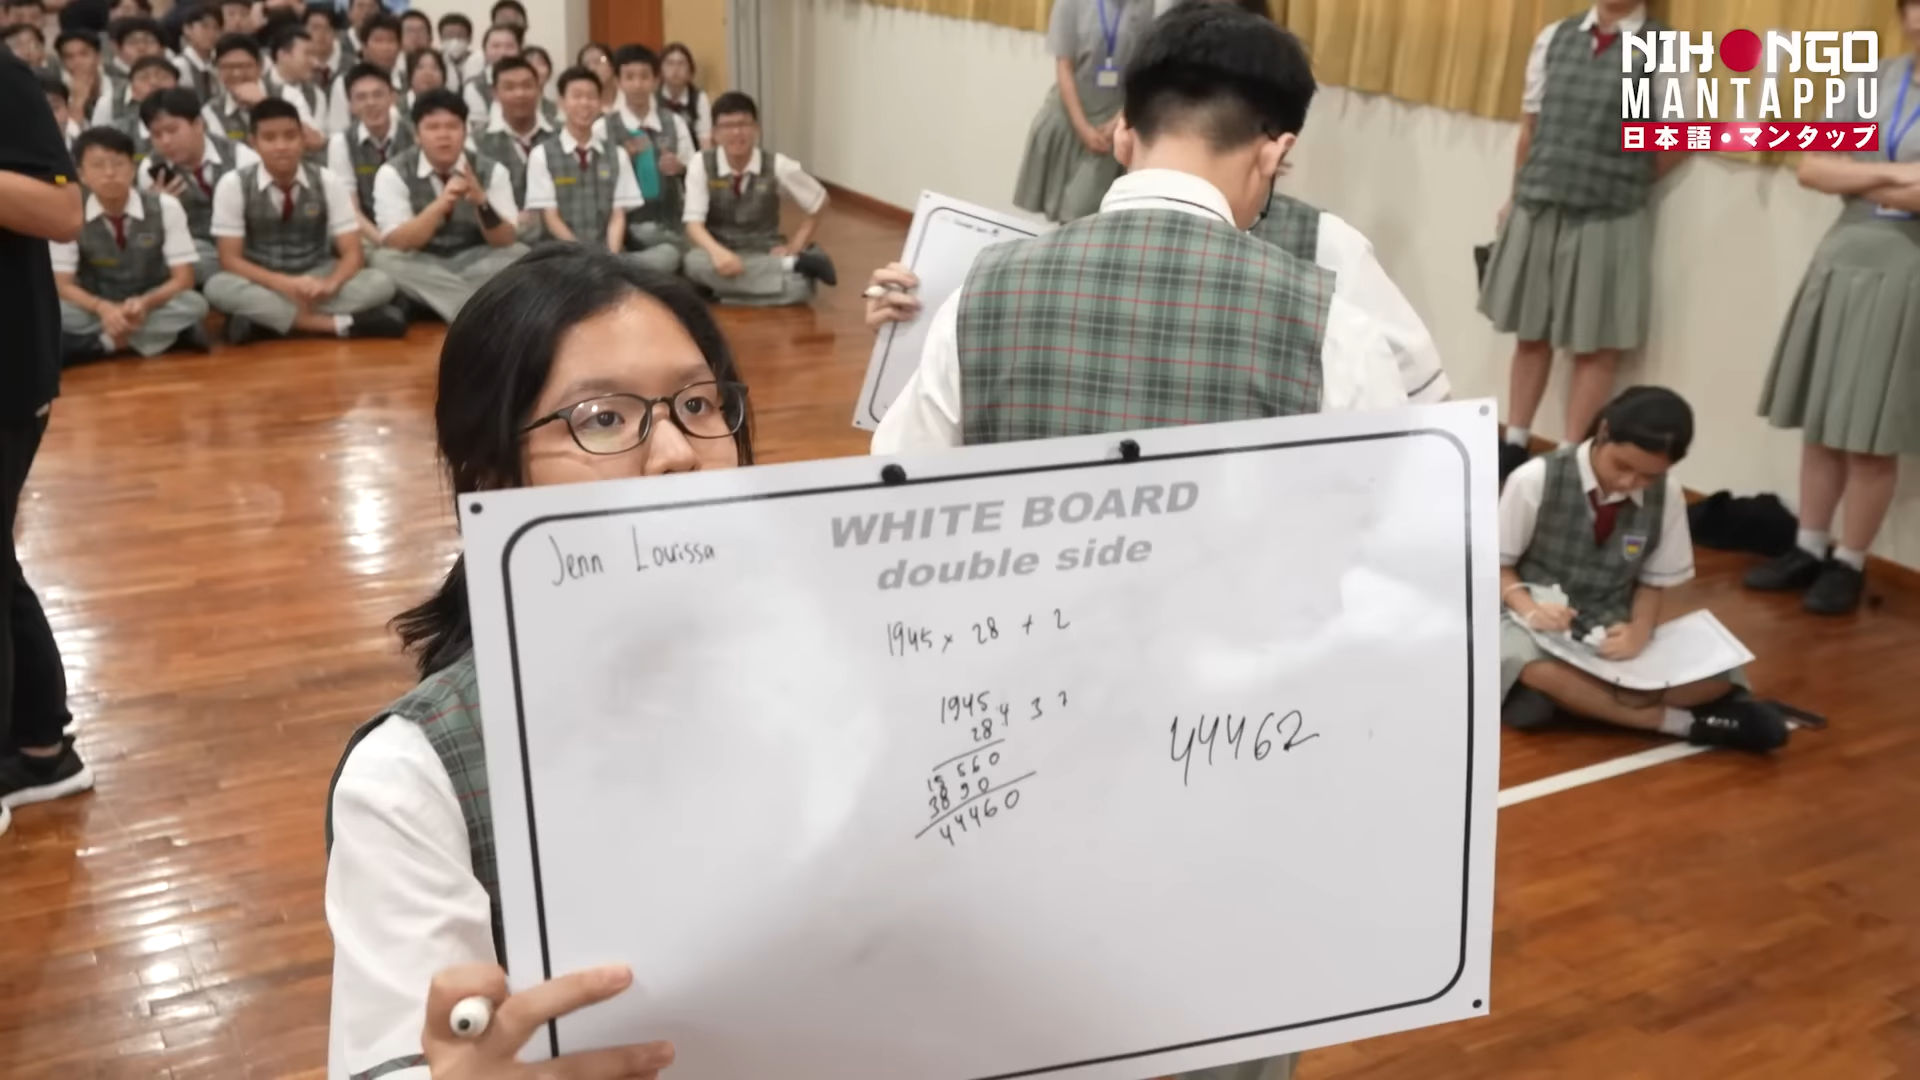 NIHONGO
MANTAPPU
日本語・マンタップ
WHITE BOARD
double side
Jenn Louissa
1945 x 28 + 2
1945
28
15560
3890
44460
44462